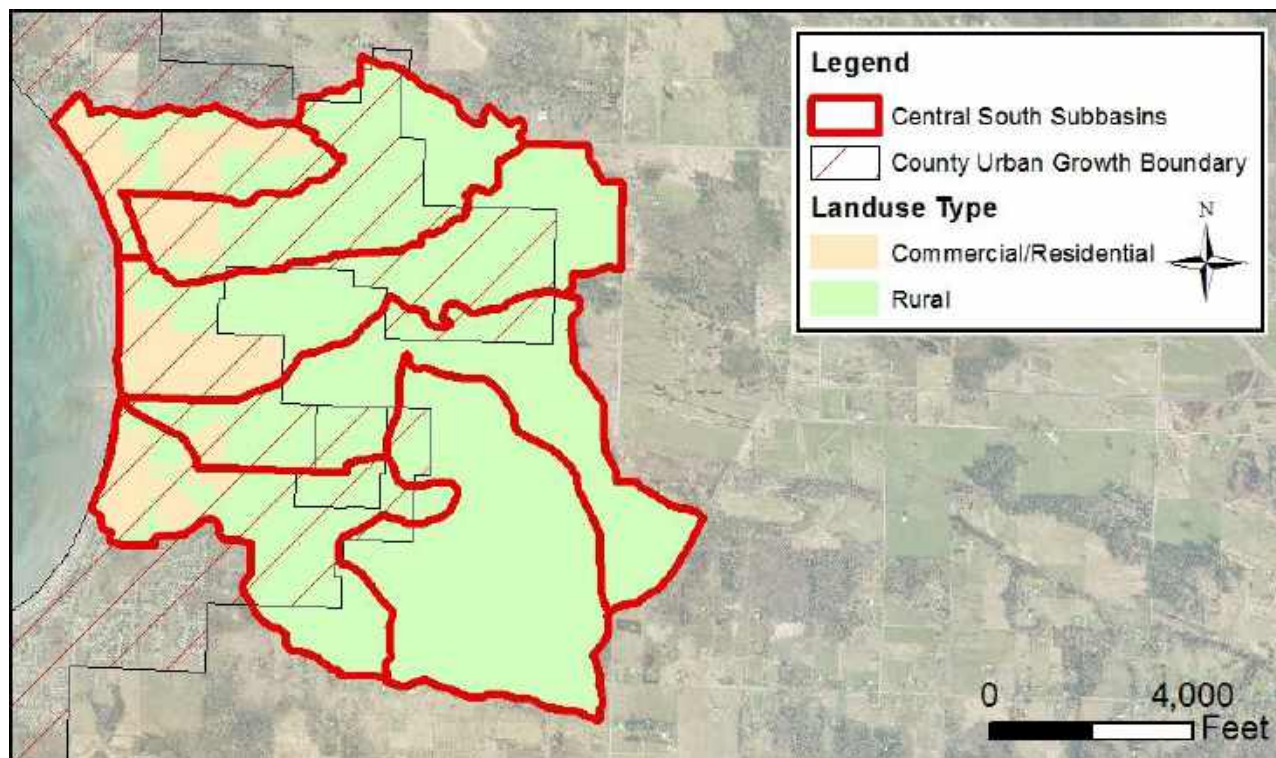 Legend
Central South Subbasins
County Urban Growth Boundary
Landuse Type
N
Commercial/Residential
Rural
0 4,000
Feet